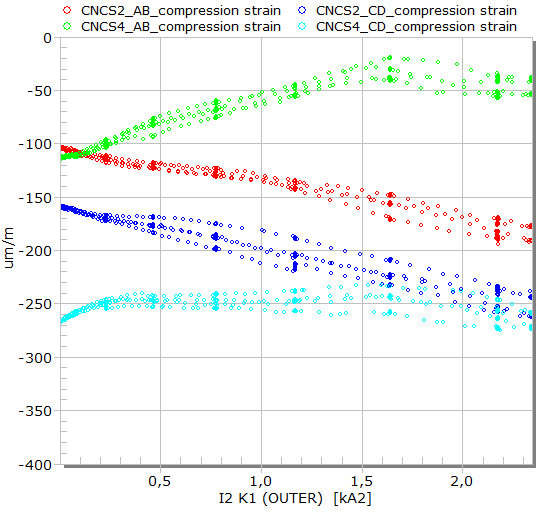 CNCS2_AB_compression strain CNCS2_CD_compression strain
CNCS4_AB_compression strain CNCS4_CD_compression strain
0
-50
-100
-150
-200
-250
-300
-350
-400
um/m
0,5 1,0 1,5 2,0
I2 K1 (OUTER) [kA2]